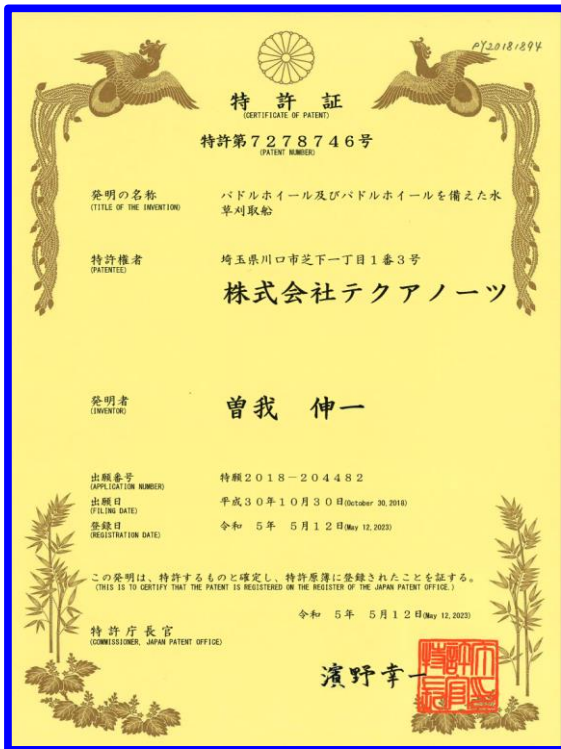 PY20181894
特許証
(CERTIFICATE OF PATENT)
特許第7278746号
(PATENT NUMBER)
発明の名称
(TITLE OF THE INVENTION)
パドルホイール及びパドルホイールを備えた水
草刈取船
特許権者
(PATENTEE)
埼玉県川口市芝下一丁目1番3号
株式会社テクアノーツ
発明者
(INVENTOR)
曽我 伸一
出願番号
(APPLICATION NUMBER)
特願2018-204482
出願日
(FILING DATE)
平成30年10月30日(October 30,2018)
登録日
(REGISTRATION DATE)
令和 5年 5月12日(May 12,2023)
この発明は、特許するものと確定し、特許原簿に登録されたことを証する。
(THIS IS TO CERTIFY THAT THE PATENT IS REGISTERED ON THE REGISTER OF THE JAPAN PATENT OFFICE.)
令和 5年 5月12日(May 12,2023)
特許庁長官
(COMMISSIONER, JAPAN PATENT OFFICE)
濱野幸一